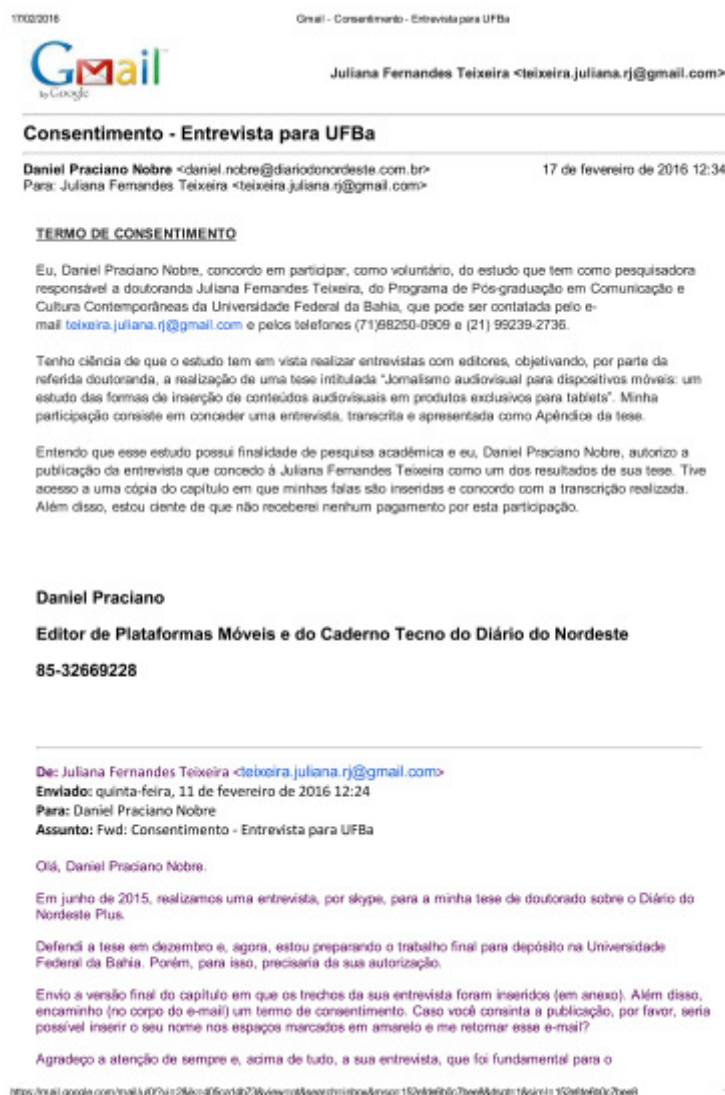 17/02/2016 Gmail - Consentimento - Entrevista para UFBa
Gmail
by Google
Juliana Fernandes Teixeira <teixeira.juliana.rj@gmail.com>
Consentimento - Entrevista para UFBa
Daniel Praciano Nobre <daniel.nobre@diariodonordeste.com.br> 17 de fevereiro de 2016 12:34
Para: Juliana Fernandes Teixeira <teixeira.juliana.rj@gmail.com>
TERMO DE CONSENTIMENTO
Eu, Daniel Praciano Nobre, concordo em participar, como voluntário, do estudo que tem como pesquisadora
responsável a doutoranda Juliana Fernandes Teixeira, do Programa de Pós-graduação em Comunicação e
Cultura Contemporâneas da Universidade Federal da Bahia, que pode ser contatada pelo e-
mail teixeira.juliana.rj@gmail.com e pelos telefones (71)98250-0909 e (21) 99239-2736.
Tenho ciência de que o estudo tem em vista realizar entrevistas com editores, objetivando, por parte da
referida doutoranda, a realização de uma tese intitulada “Jornalismo audiovisual para dispositivos móveis: um
estudo das formas de inserção de conteúdos audiovisuais em produtos exclusivos para tablets”. Minha
participação consiste em conceder uma entrevista, transcrita e apresentada como Apêndice da tese.
Entendo que esse estudo possui finalidade de pesquisa acadêmica e eu, Daniel Praciano Nobre, autorizo a
publicação da entrevista que concedo à Juliana Fernandes Teixeira como um dos resultados de sua tese. Tive
acesso a uma cópia do capítulo em que minhas falas são inseridas e concordo com a transcrição realizada.
Além disso, estou ciente de que não receberei nenhum pagamento por esta participação.
Daniel Praciano
Editor de Plataformas Móveis e do Caderno Tecno do Diário do Nordeste
85-32669228
De: Juliana Fernandes Teixeira <teixeira.juliana.rj@gmail.com>
Enviado: quinta-feira, 11 de fevereiro de 2016 12:24
Para: Daniel Praciano Nobre
Assunto: Fwd: Consentimento - Entrevista para UFBa
Olá, Daniel Praciano Nobre.
Em junho de 2015, realizamos uma entrevista, por skype, para a minha tese de doutorado sobre o Diário do
Nordeste Plus.
Defendi a tese em dezembro e, agora, estou preparando o trabalho final para depósito na Universidade
Federal da Bahia. Porém, para isso, precisaria da sua autorização.
Envio a versão final do capítulo em que os trechos da sua entrevista foram inseridos (em anexo). Além disso,
encaminho (no corpo do e-mail) um termo de consentimento. Caso você consinta a publicação, por favor, seria
possível inserir o seu nome nos espaços marcados em amarelo e me retornar esse e-mail?
Agradeço a atenção de sempre e, acima de tudo, a sua entrevista, que foi fundamental para o